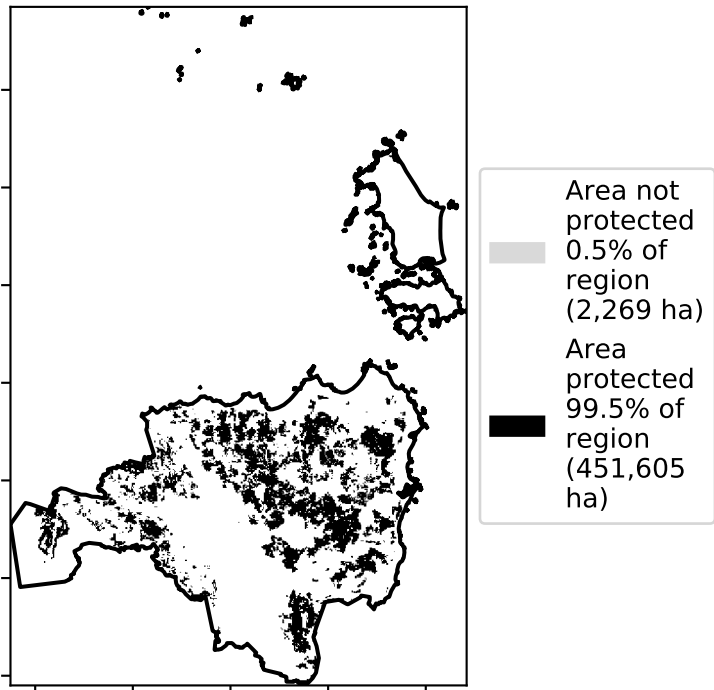 Area not
protected
0.5% of
region
(2,269 ha)
Area
protected
99.5% of
region
(451,605
ha)